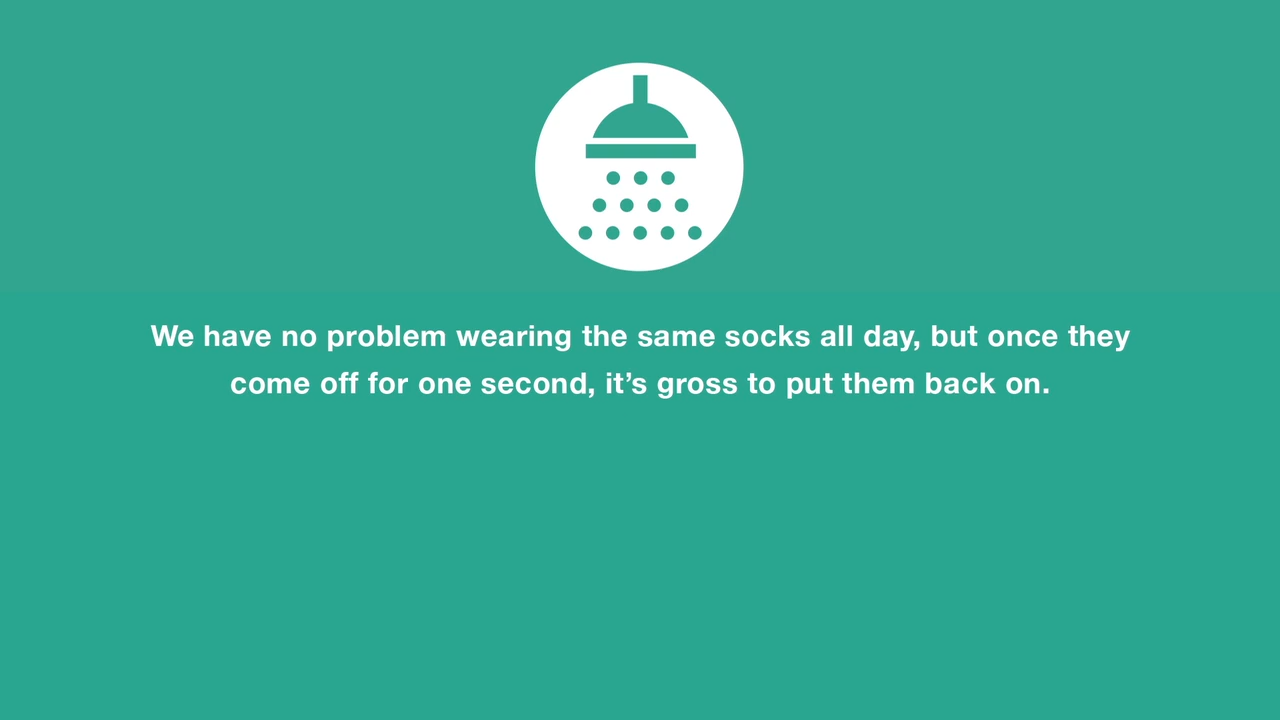 We have no problem wearing the same socks all day, but once they
come off for one second, it’s gross to put them back on.